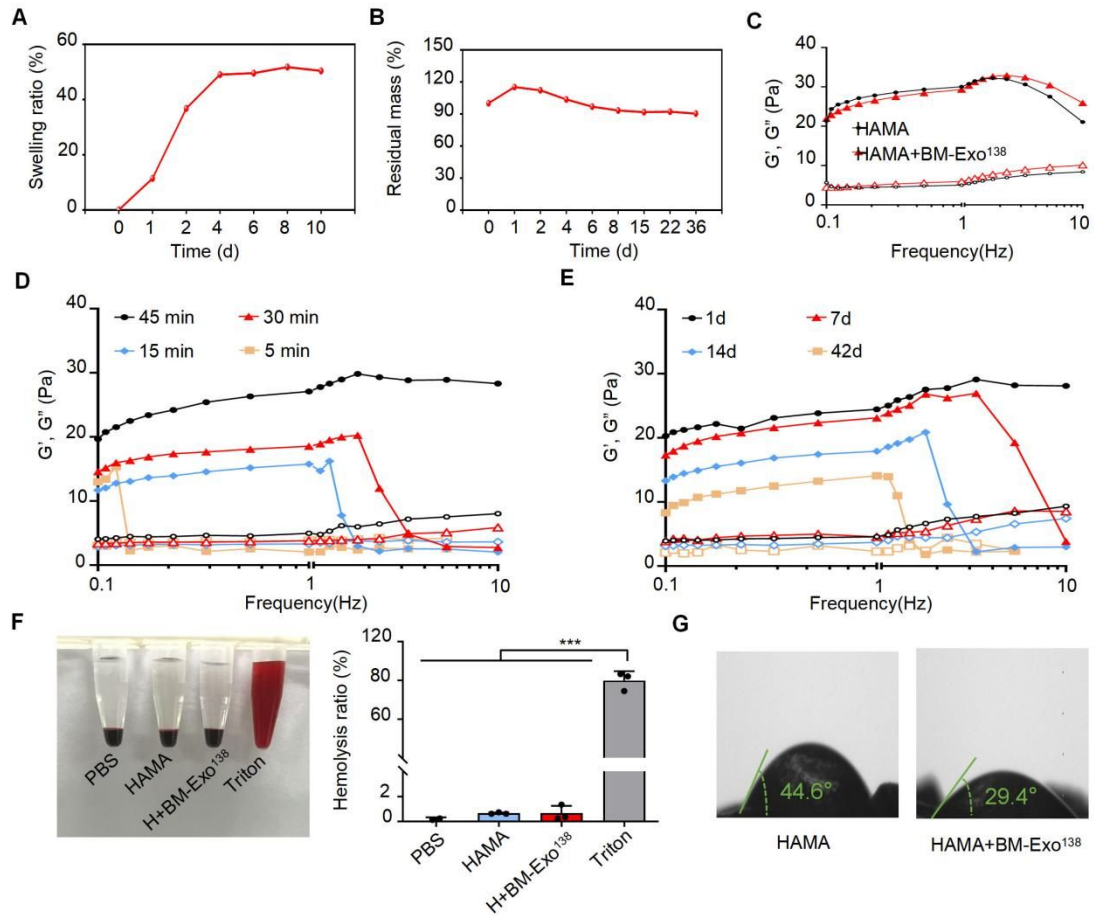 A
Swelling ratio (%)
60
40
20
0
0 1 2 4 6 8 10
Time (d)
B
Residual mass (%)
150
120
90
60
30
0
0 1 2 4 6 8 15 22 36
Time (d)
C
G’, G” (Pa)
40
30
20
10
0
HAMA
HAMA+BM-Exo138
0.1 1 10
Frequency(Hz)
D
45 min 30 min
15 min 5 min
G’, G” (Pa)
40
30
20
10
0
0.1 1 10
Frequency(Hz)
E
1d 7d
14d 42d
G’, G” (Pa)
40
30
20
10
0
0.1 1 10
Frequency(Hz)
F
PBS
HAMA
H+BM-Exo138
Triton
Hemolysis ratio (%)
120
80
80
2
0
***
PBS
HAMA
H+BM-Exo138
Triton
G
44.6°
HAMA
29.4°
HAMA+BM-Exo138